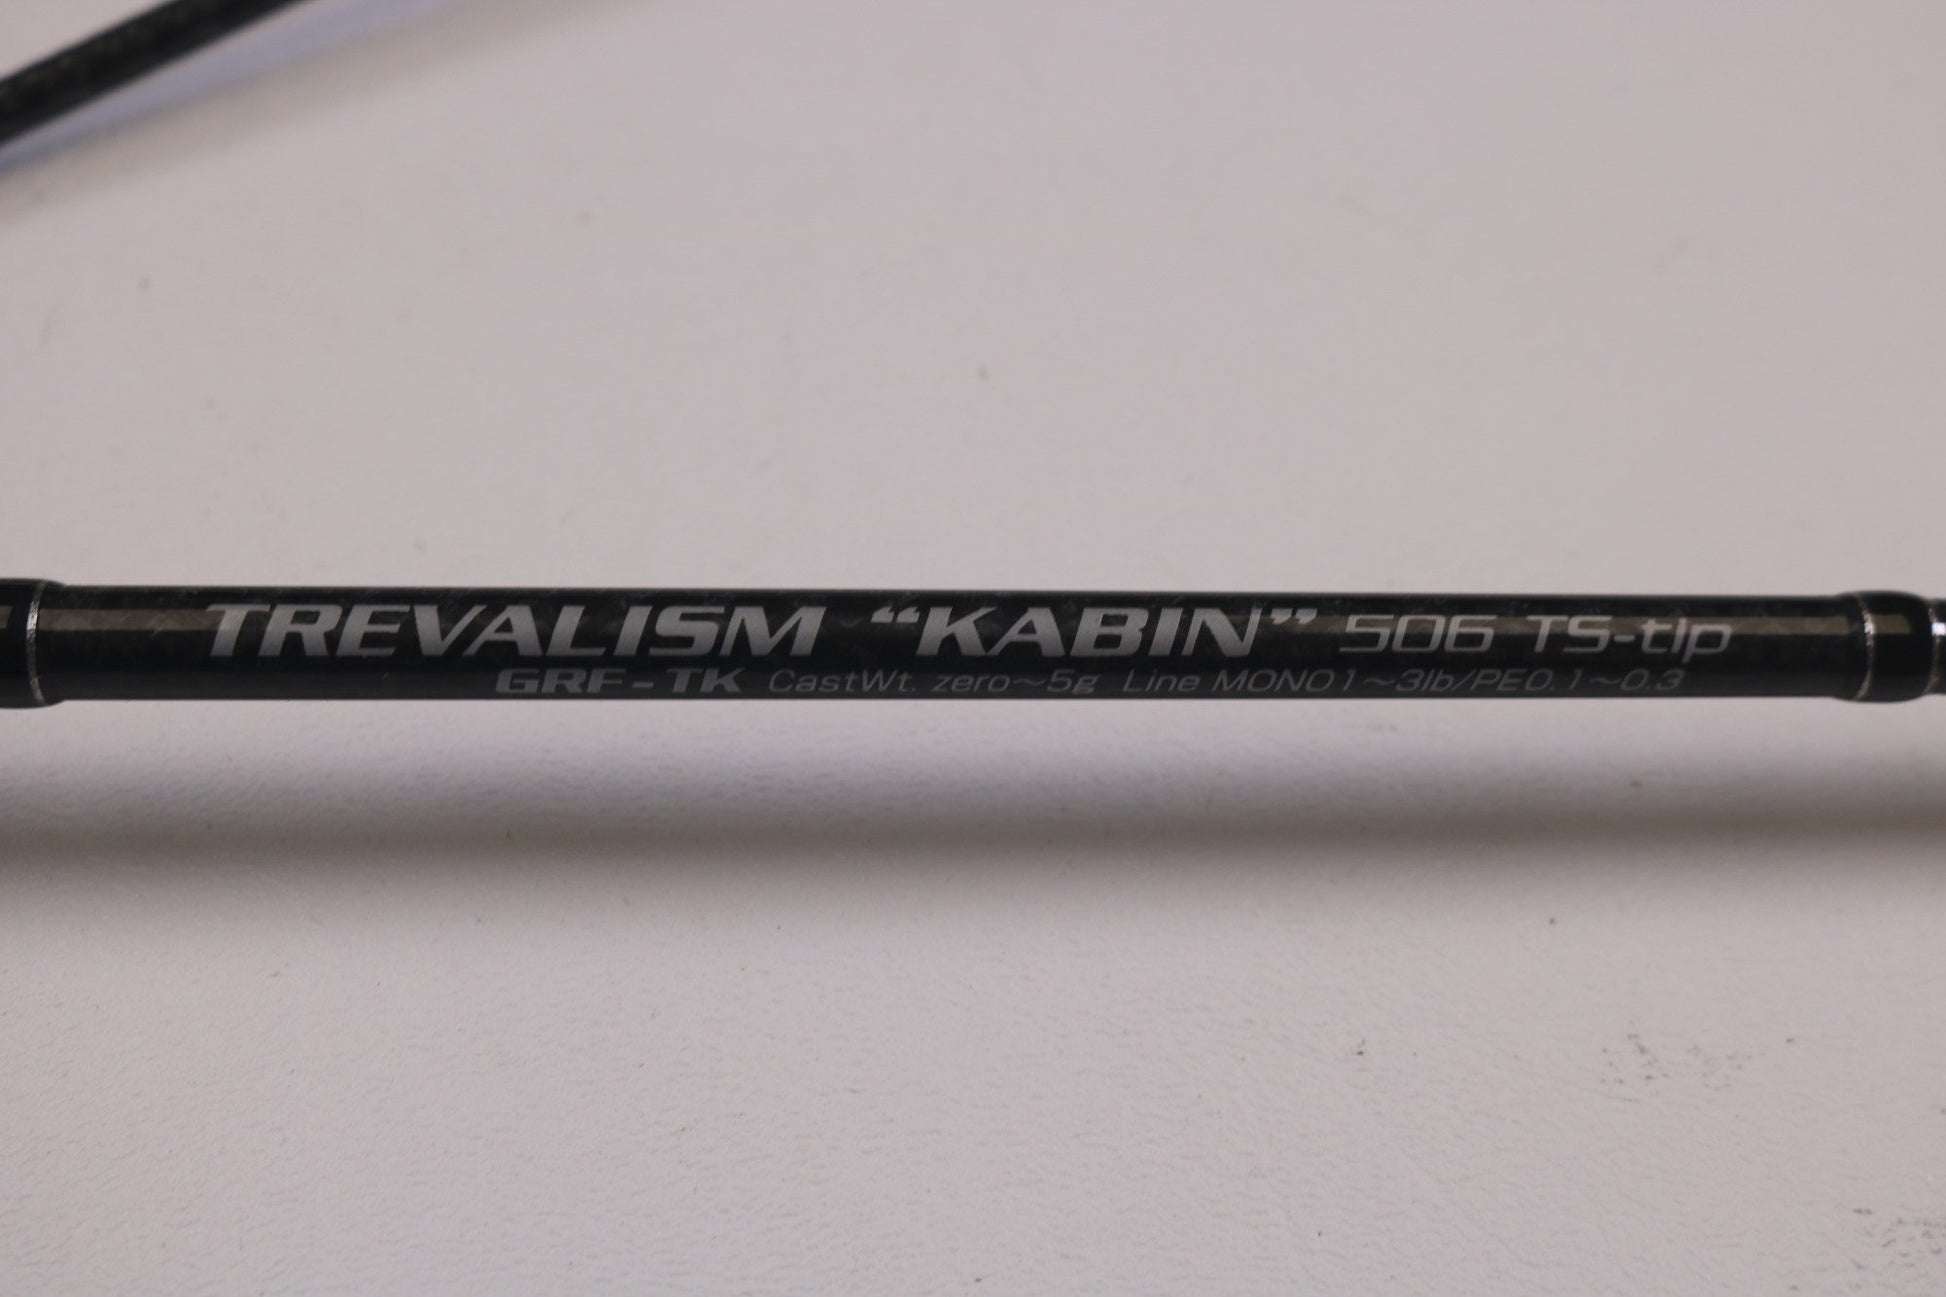 TREVALISM “KABIN” 506 TS-tip
GRF-TK CastWt. zero～5g Line MONO1～3lb/PE0.1～0.3